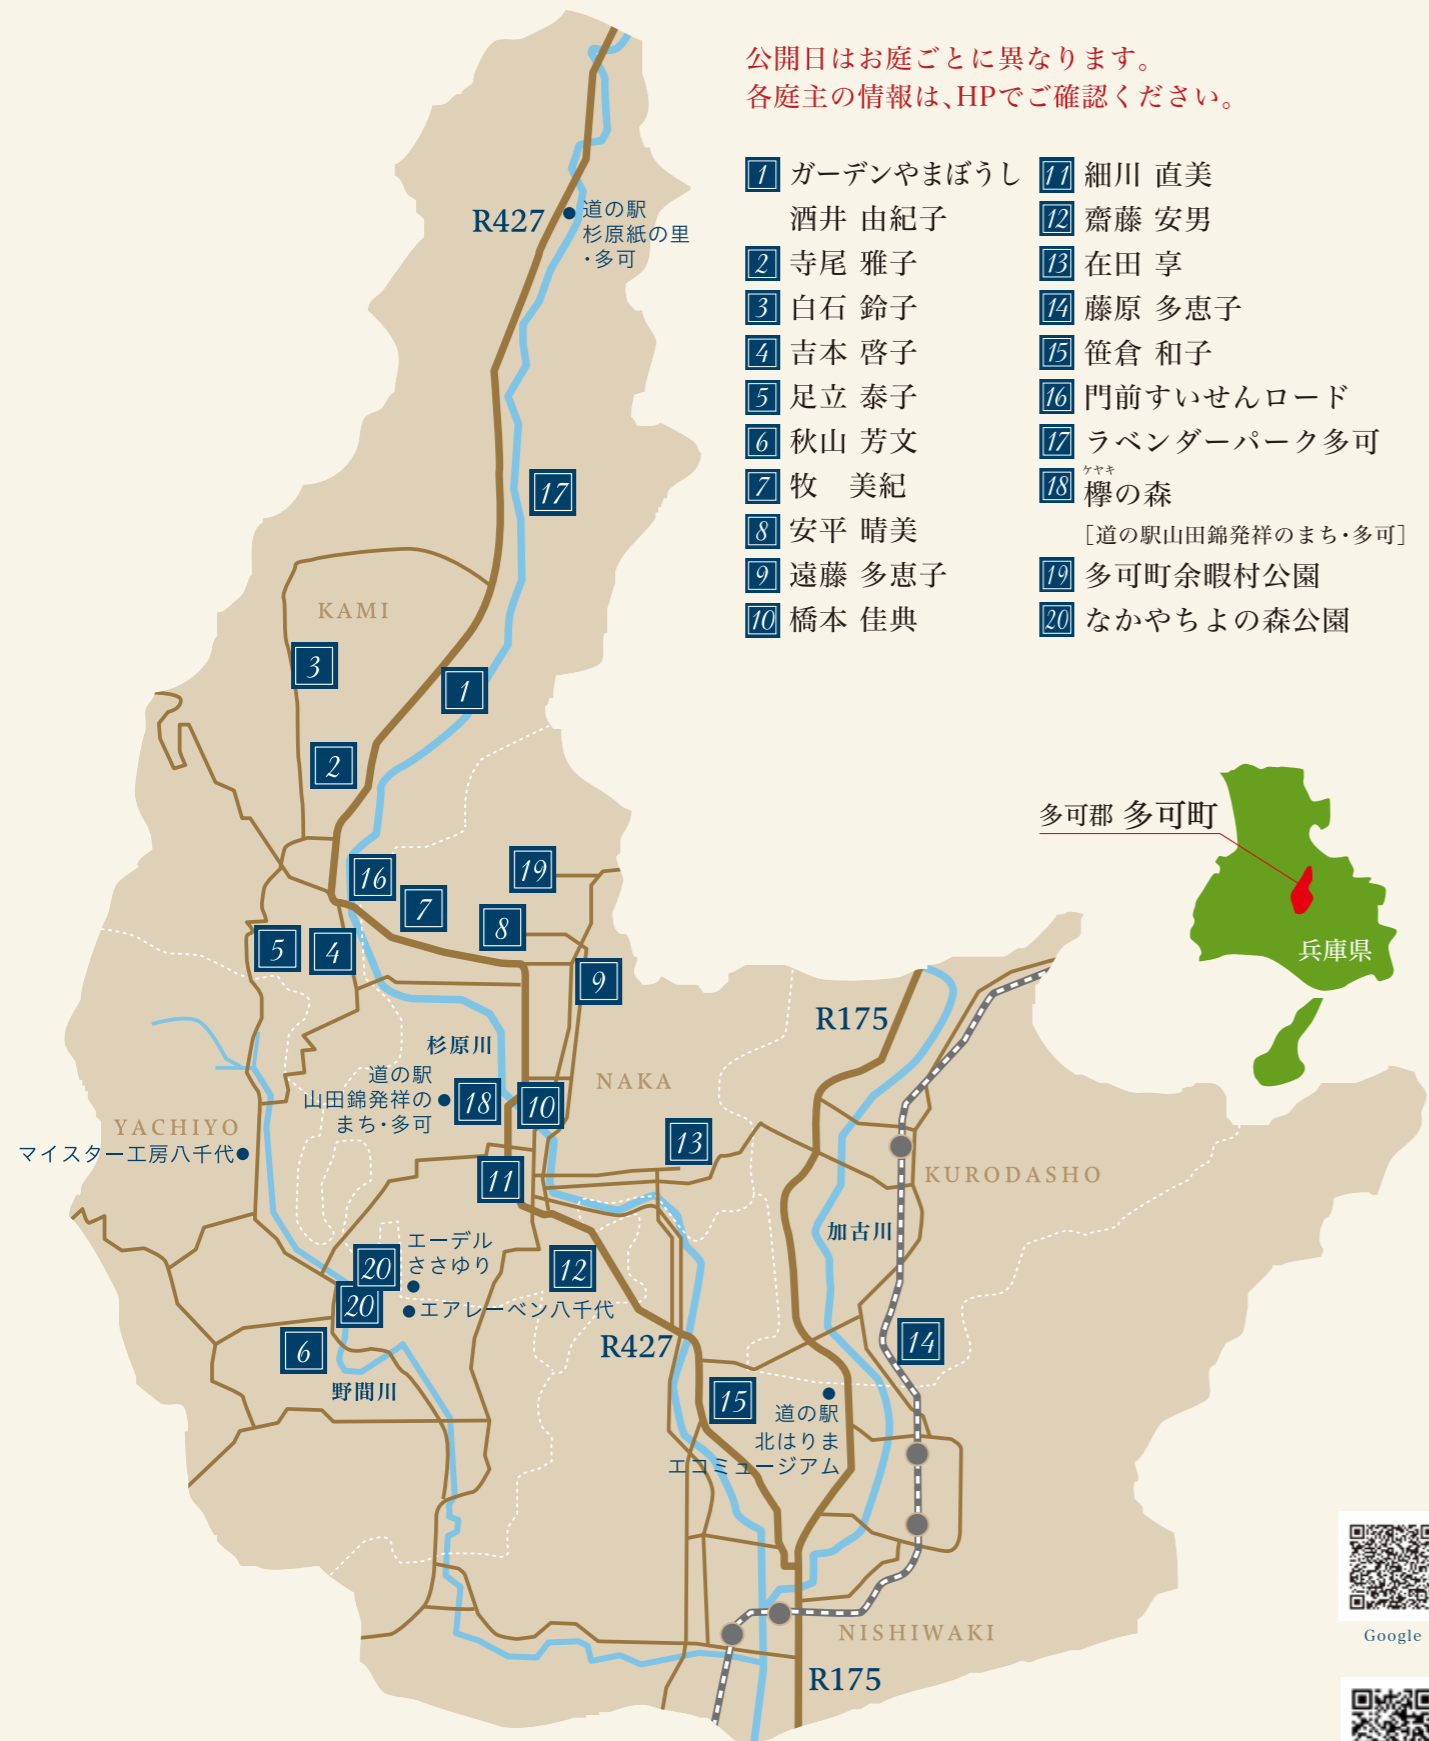 公開日はお庭ごとに異なります。
各庭主の情報は、HPでご確認ください。
1 ガーデンやまぼうし
酒井 由紀子
2 寺尾 雅子
3 白石 鈴子
4 吉本 啓子
5 足立 泰子
6 秋山 芳文
7 牧　美紀
8 安平 晴美
9 遠藤 多恵子
10 橋本 佳典
11 細川 直美
12 齋藤 安男
13 在田 享
14 藤原 多恵子
15 笹倉 和子
16 門前すいせんロード
17 ラベンダーパーク多可
ケヤキ
18 欅の森
［道の駅山田錦発祥のまち・多可］
19 多可町余暇村公園
20 なかやちよの森公園
R427
道の駅
杉原紙の里
・多可
17
KAMI
3
1
2
多可郡 多可町
兵庫県
16
19
7
8
5
4
9
R175
杉原川
道の駅
山田錦発祥の
まち・多可
18
10
NAKA
YACHIYO
マイスター工房八千代
13
11
KURODASHO
加古川
エーデル
ささゆり
20
20
エアレーベン八千代
12
R427
14
6
野間川
15
道の駅
北はりま
エコミュージアム
NISHIWAKI
R175
Google